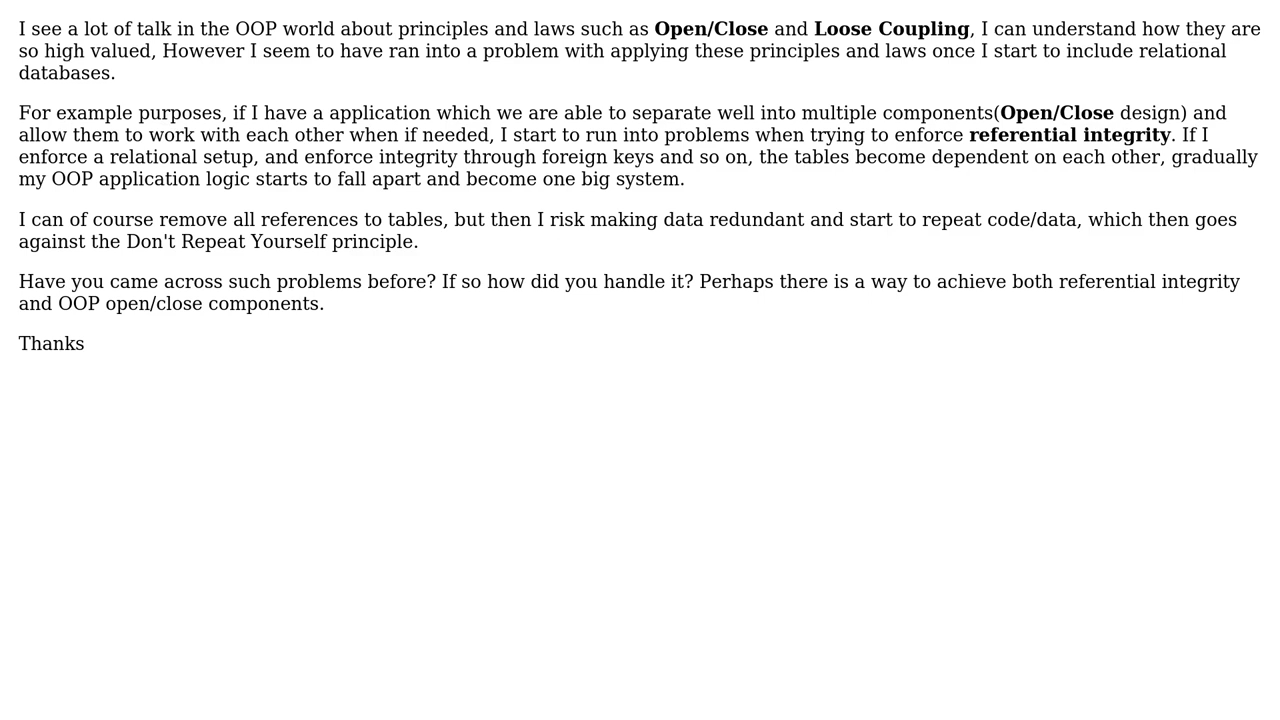 I see a lot of talk in the OOP world about principles and laws such as Open/Close and Loose Coupling, I can understand how they are
so high valued, However I seem to have ran into a problem with applying these principles and laws once I start to include relational
databases.
For example purposes, if I have a application which we are able to separate well into multiple components(Open/Close design) and
allow them to work with each other when if needed, I start to run into problems when trying to enforce referential integrity. If I
enforce a relational setup, and enforce integrity through foreign keys and so on, the tables become dependent on each other, gradually
my OOP application logic starts to fall apart and become one big system.
I can of course remove all references to tables, but then I risk making data redundant and start to repeat code/data, which then goes
against the Don't Repeat Yourself principle.
Have you came across such problems before? If so how did you handle it? Perhaps there is a way to achieve both referential integrity
and OOP open/close components.
Thanks